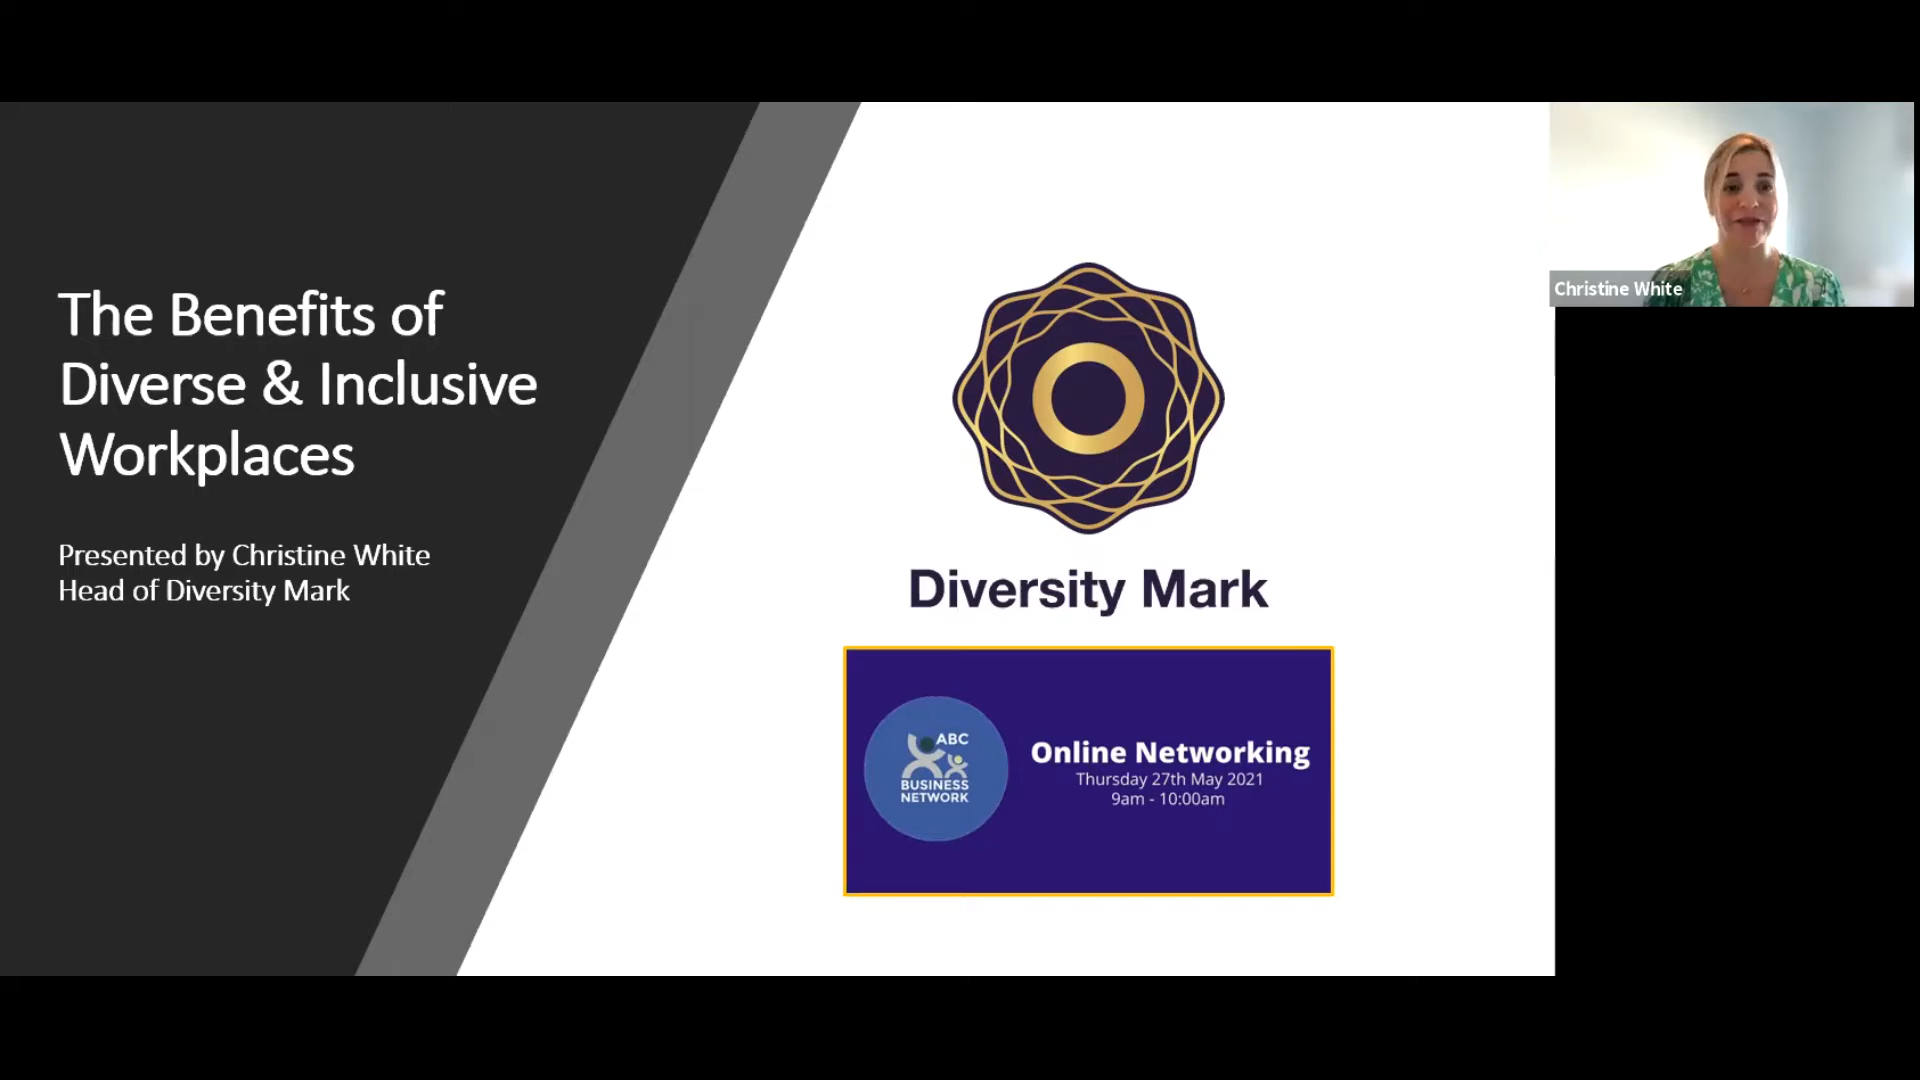 The Benefits of
Diverse & Inclusive
Workplaces
Presented by Christine White
Head of Diversity Mark
Diversity Mark
ABC
BUSINESS
NETWORK
Online Networking
Thursday 27th May 2021
9am - 10:00am
Christine White